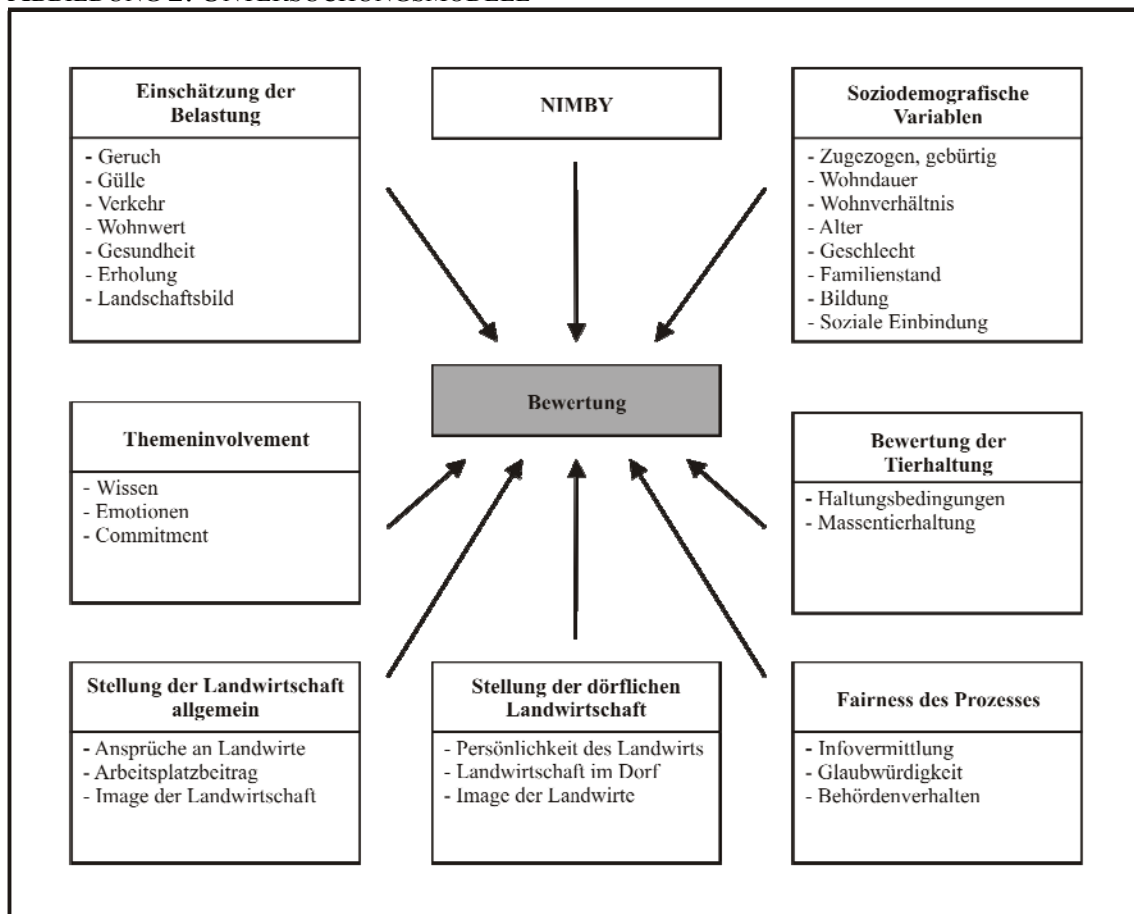 Einschätzung der
Belastung
- Geruch
- Gülle
- Verkehr
- Wohnwert
- Gesundheit
- Erholung
- Landschaftsbild
NIMBY
Soziodemografische
Variablen
- Zugezogen, gebürtig
- Wohndauer
- Wohnverhältnis
- Alter
- Geschlecht
- Familienstand
- Bildung
- Soziale Einbindung
Bewertung
Themeninvolvement
- Wissen
- Emotionen
- Commitment
Bewertung der
Tierhaltung
- Haltungsbedingungen
- Massentierhaltung
Stellung der Landwirtschaft
allgemein
- Ansprüche an Landwirte
- Arbeitsplatzbeitrag
- Image der Landwirtschaft
Stellung der dörflichen
Landwirtschaft
- Persönlichkeit des Landwirts
- Landwirtschaft im Dorf
- Image der Landwirte
Fairness des Prozesses
- Infovermittlung
- Glaubwürdigkeit
- Behördenverhalten